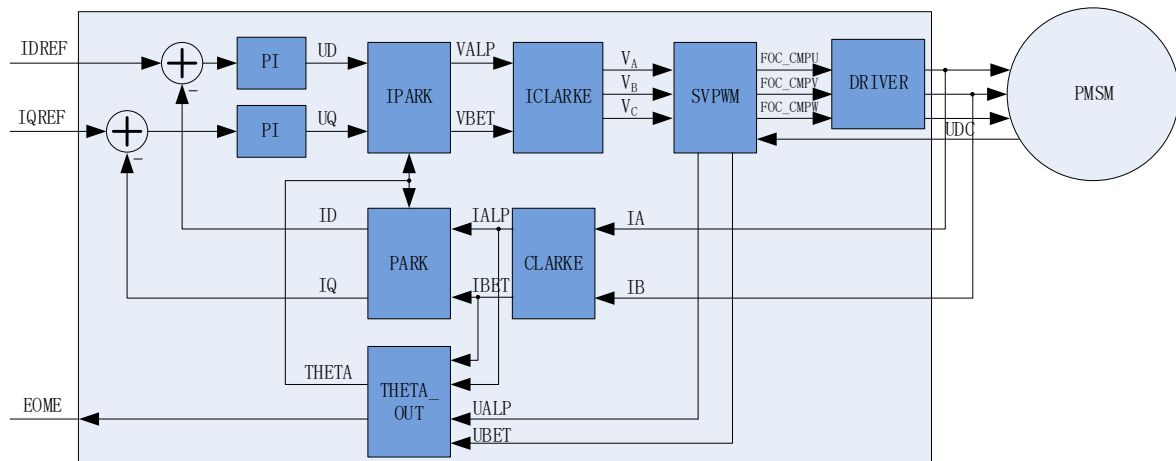 IDREF
PI
UD
IPARK
VALP
ICLARKE
VA
VB
VC
SVPWM
FOC_CMPU
FOC_CMPV
FOC_CMPW
DRIVER
PMSM
IQREF
PI
UQ
VBET
UDC
-
-
ID
PARK
IALP
CLARKE
IA
IQ
IBET
IB
THETA
THETA_
OUT
EOME
UALP
UBET